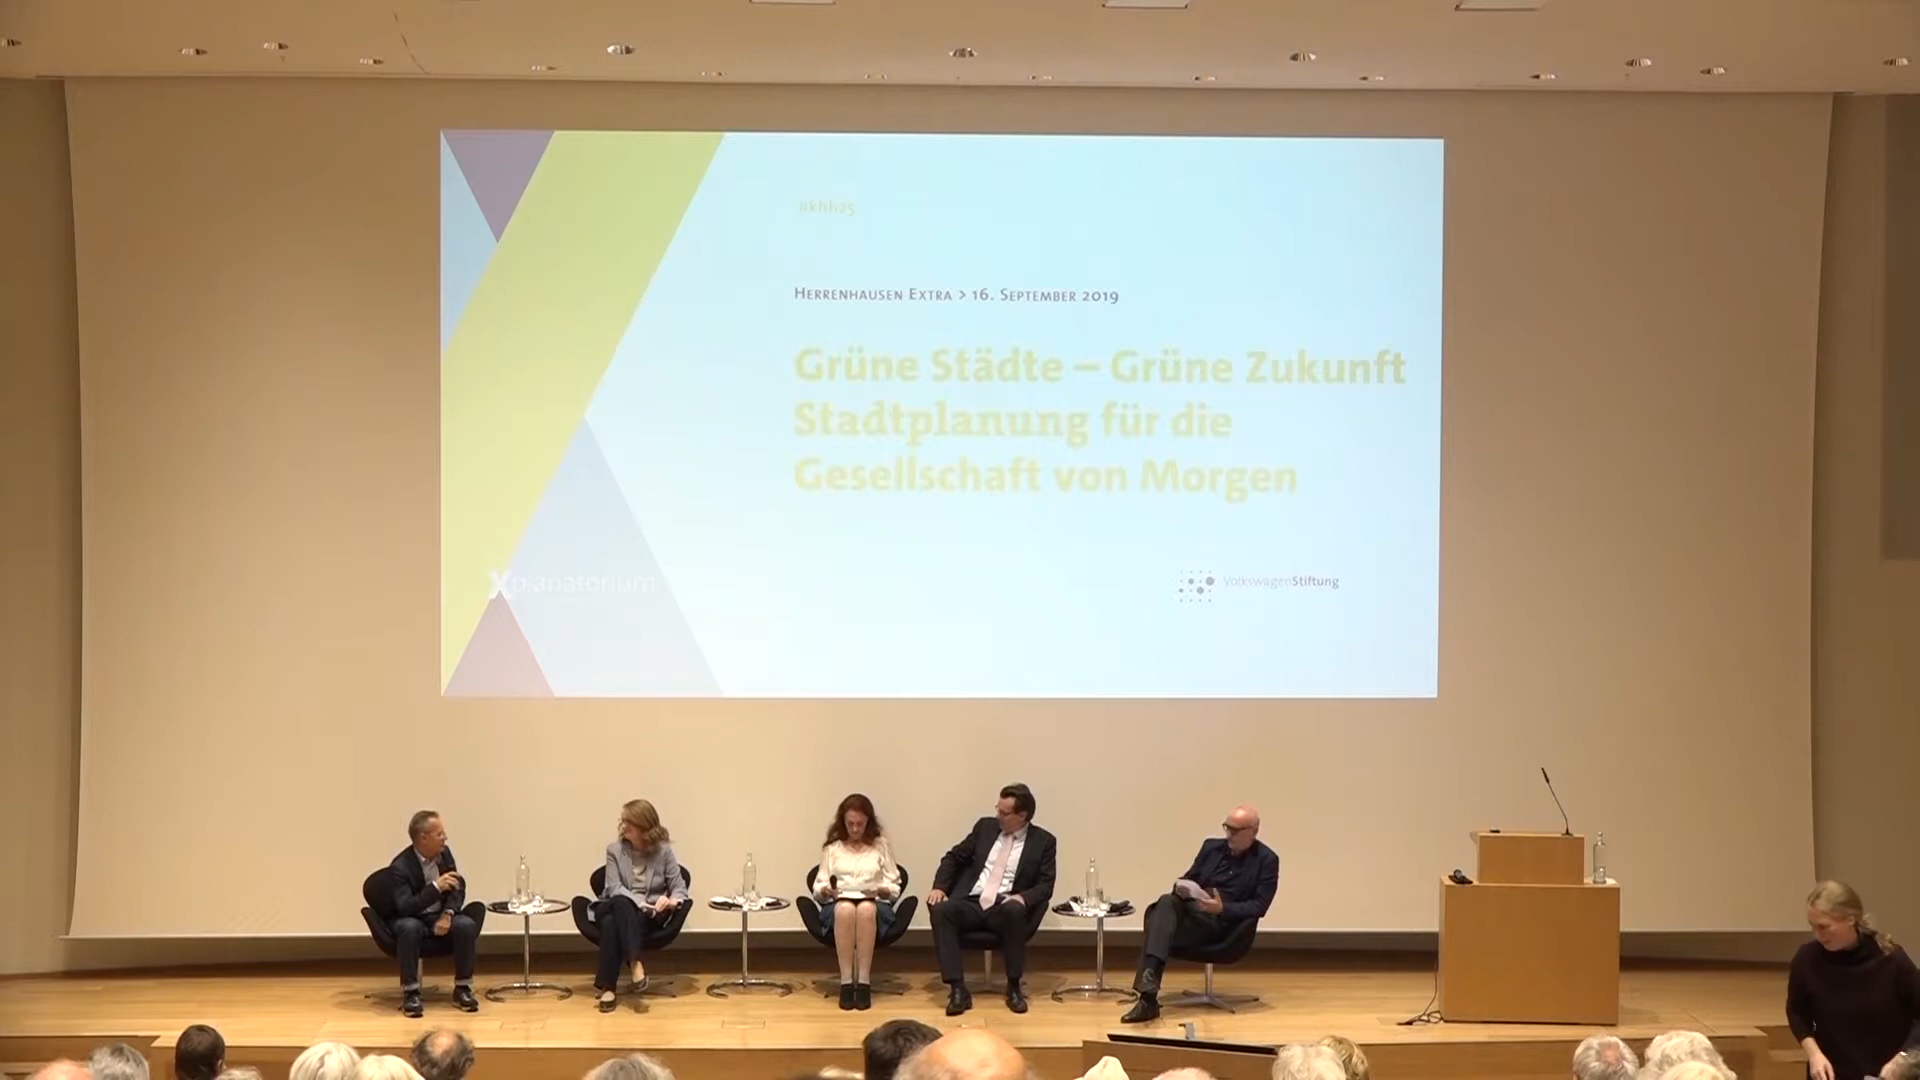 #khh25
Herrenhausen Extra > 16. September 2019
Grüne Städte – Grüne Zukunft
Stadtplanung für die
Gesellschaft von Morgen
Xplanatorium
VolkswagenStiftung